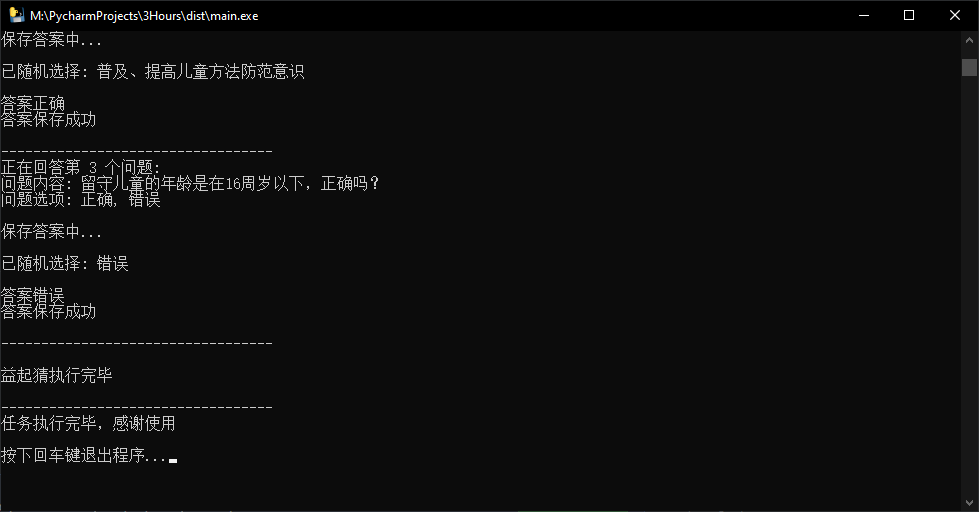 M:\PycharmProjects\3Hours\dist\main.exe
保存答案中...
已随机选择: 普及、提高儿童方法防范意识
答案正确
答案保存成功
----------------------------------
正在回答第 3 个问题:
问题内容: 留守儿童的年龄是在16周岁以下，正确吗？
问题选项: 正确, 错误
保存答案中...
已随机选择: 错误
答案错误
答案保存成功
----------------------------------
益起猜执行完毕
----------------------------------
任务执行完毕，感谢使用
按下回车键退出程序...